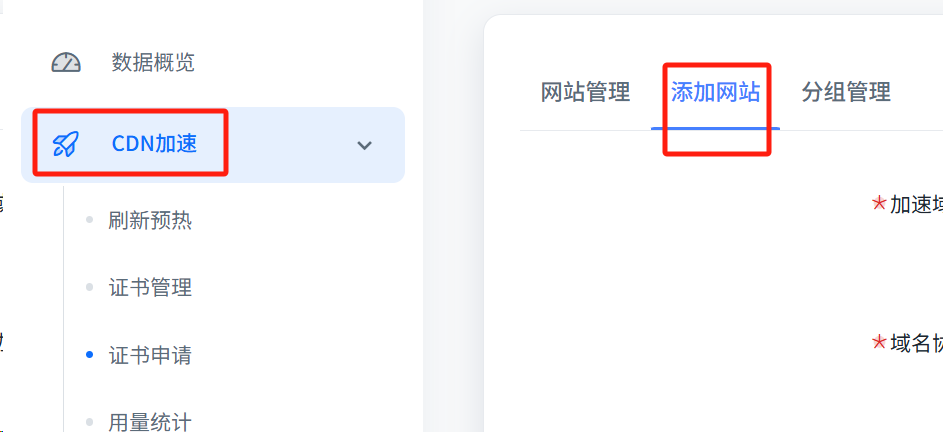 数据概览
CDN加速
刷新预热
证书管理
证书申请
用量统计
网站管理 添加网站 分组管理
*加速域
*域名协